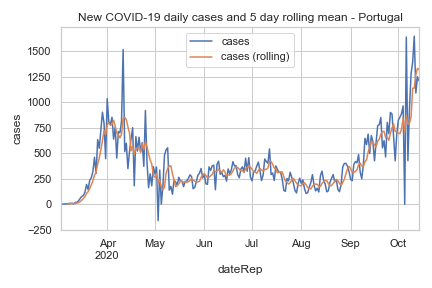 New COVID-19 daily cases and 5 day rolling mean - Portugal
cases
cases (rolling)
cases
1500
1250
1000
750
500
250
0
−250
Apr
2020
May
Jun
Jul
Aug
Sep
Oct
dateRep